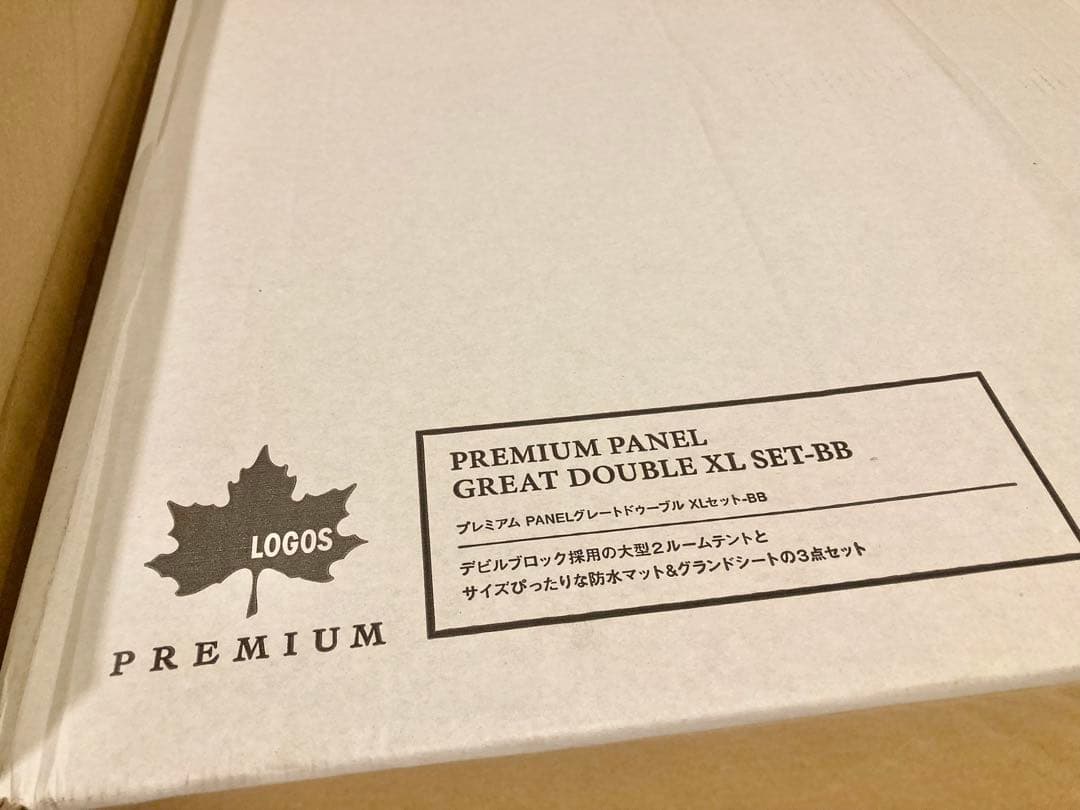 LOGOS
PREMIUM
PREMIUM PANEL
GREAT DOUBLE XL SET-BB
プレミアム PANELグレートドゥーブル XLセット-BB
デビルブロック採用の大型2ルームテントと
サイズぴったりな防水マット&グランドシートの3点セット